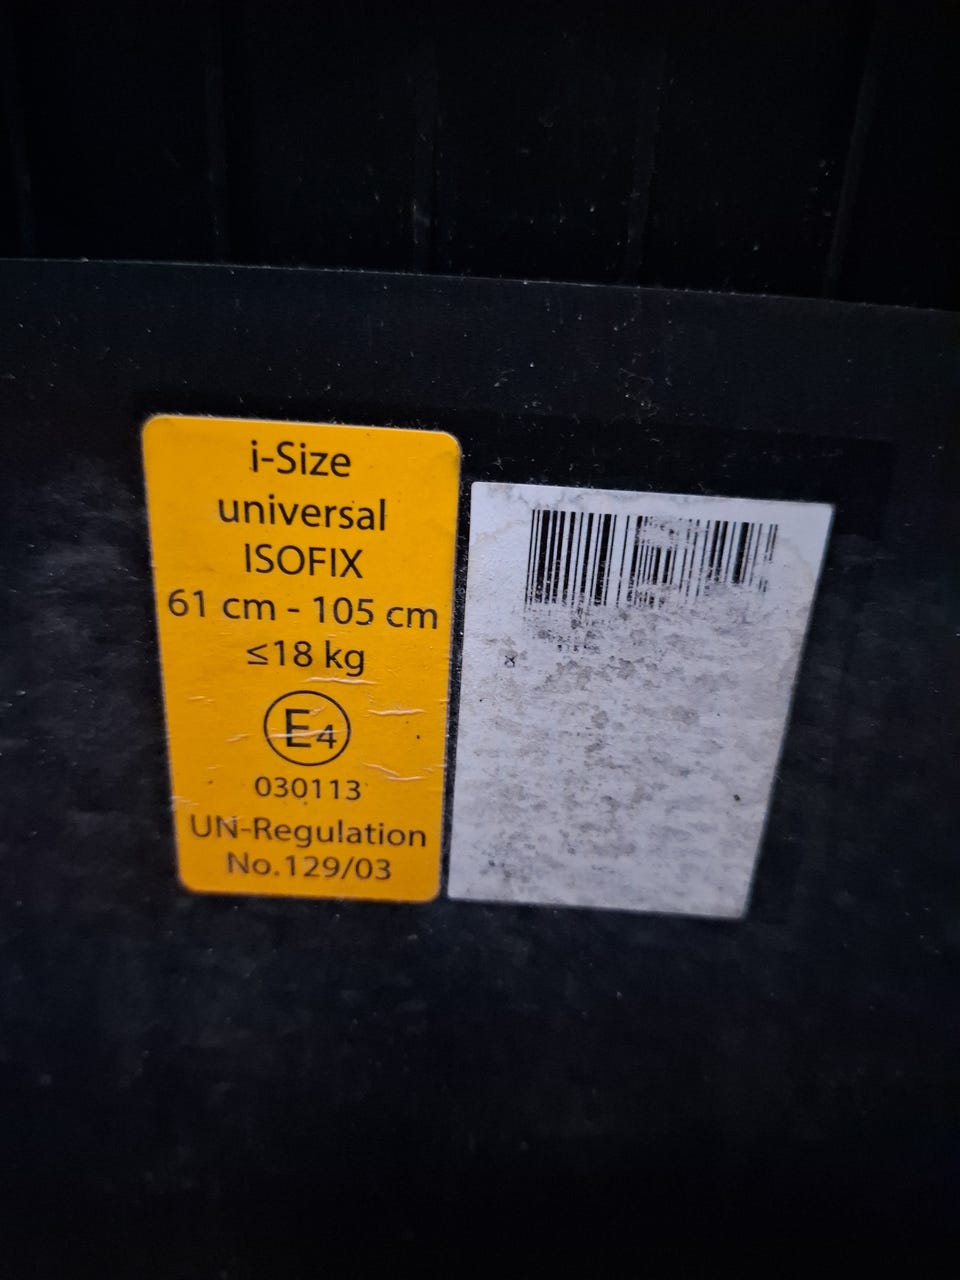 i-Size
universal
ISOFIX
61 cm - 105 cm
≤18 kg
E4
030113
UN-Regulation
No.129/03